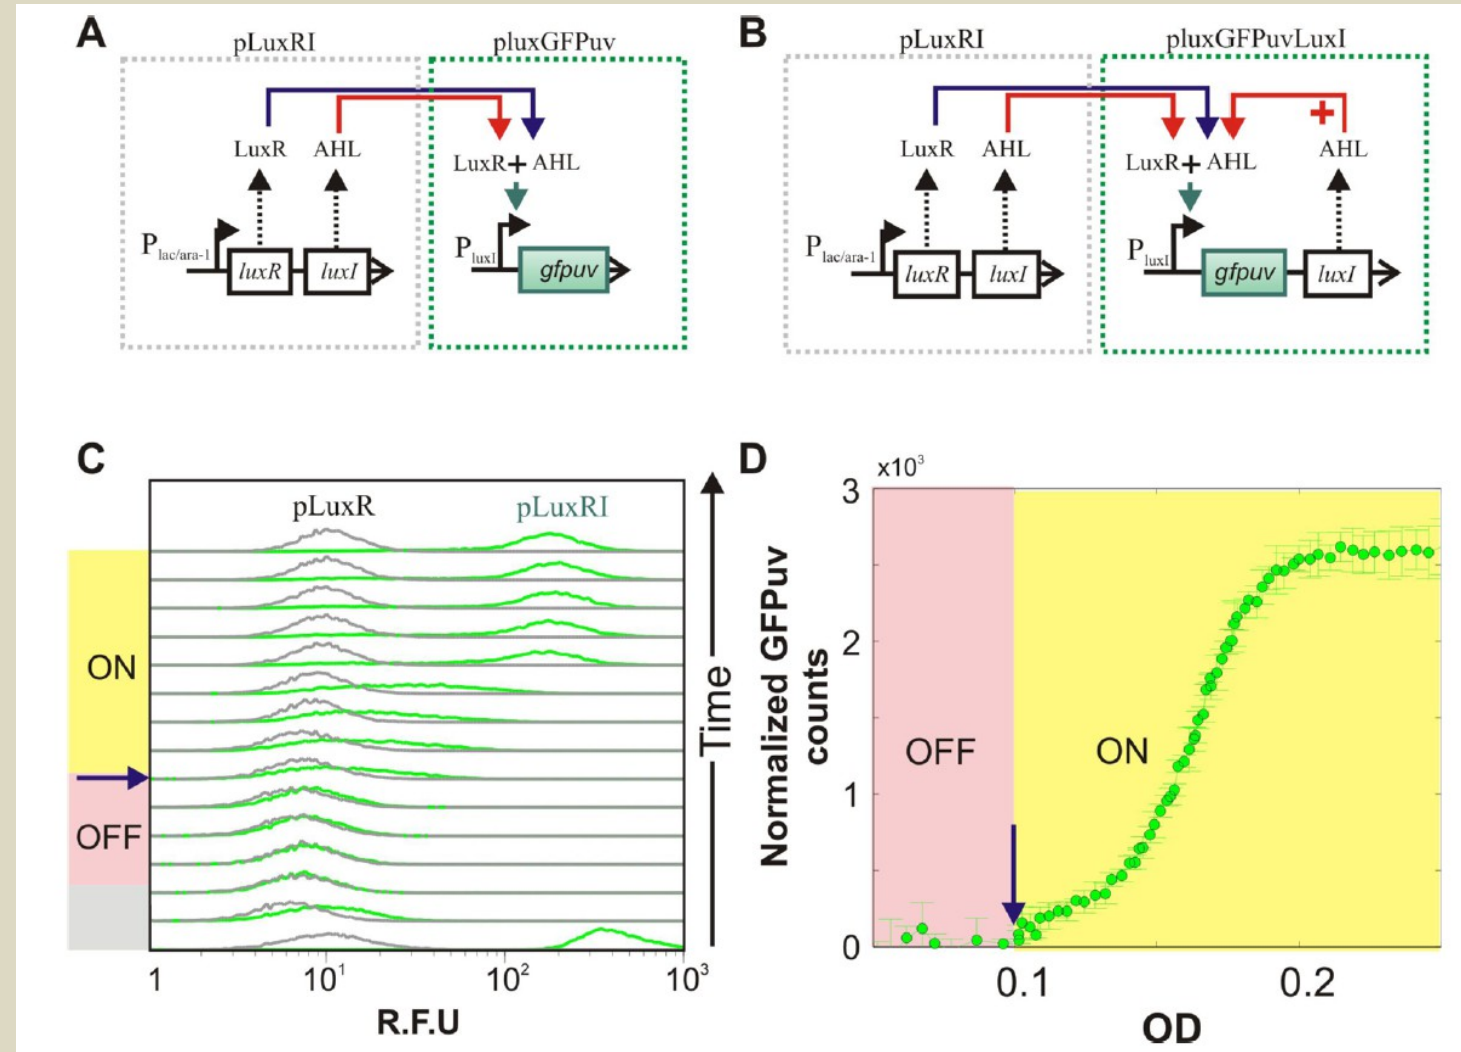 A
pLuxRI
pluxGFPuv
LuxR
AHL
LuxR+ AHL
Plac/ara-1
luxR
luxI
PluxI
gfpuv
B
pLuxRI
pluxGFPuvLuxI
+
LuxR
AHL
LuxR+ AHL
AHL
Plac/ara-1
luxR
luxI
PluxI
gfpuv
luxI
C
pLuxR
pLuxRI
ON
OFF
Time
1
10¹
10²
10³
R.F.U
D
x10³
3
2
1
0
Normalized GFPuv
counts
OFF
ON
0.1
0.2
OD